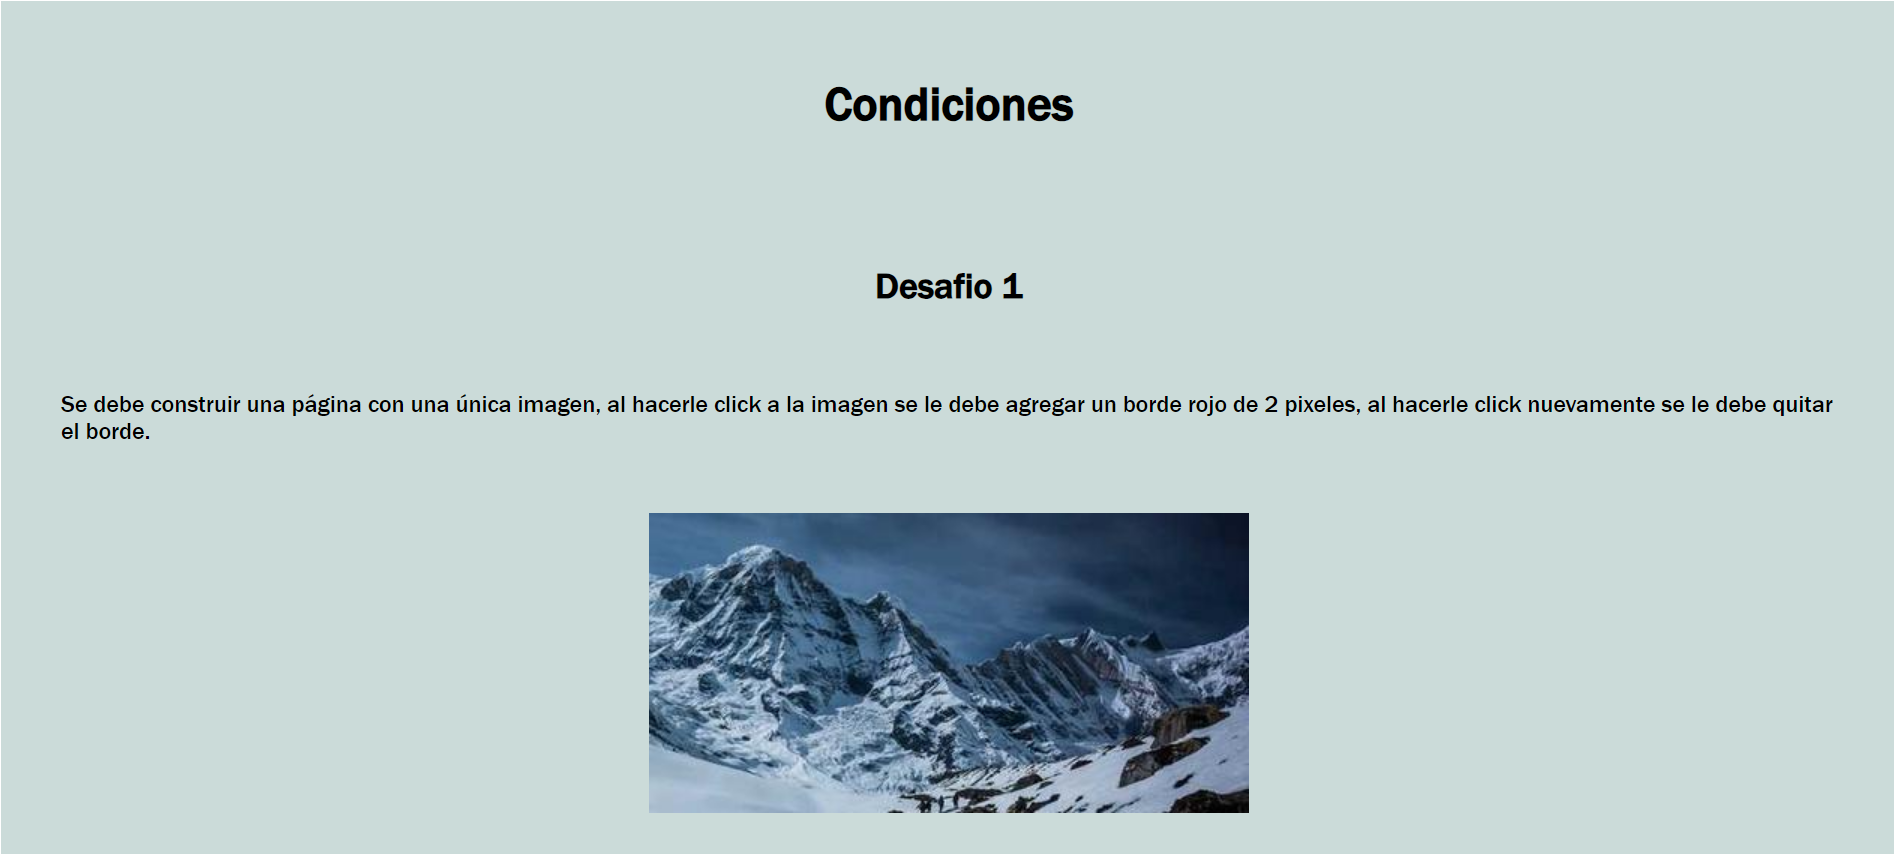 Condiciones
Desafio 1
Se debe construir una página con una única imagen, al hacerle click a la imagen se le debe agregar un borde rojo de 2 pixeles, al hacerle click nuevamente se le debe quitar
el borde.